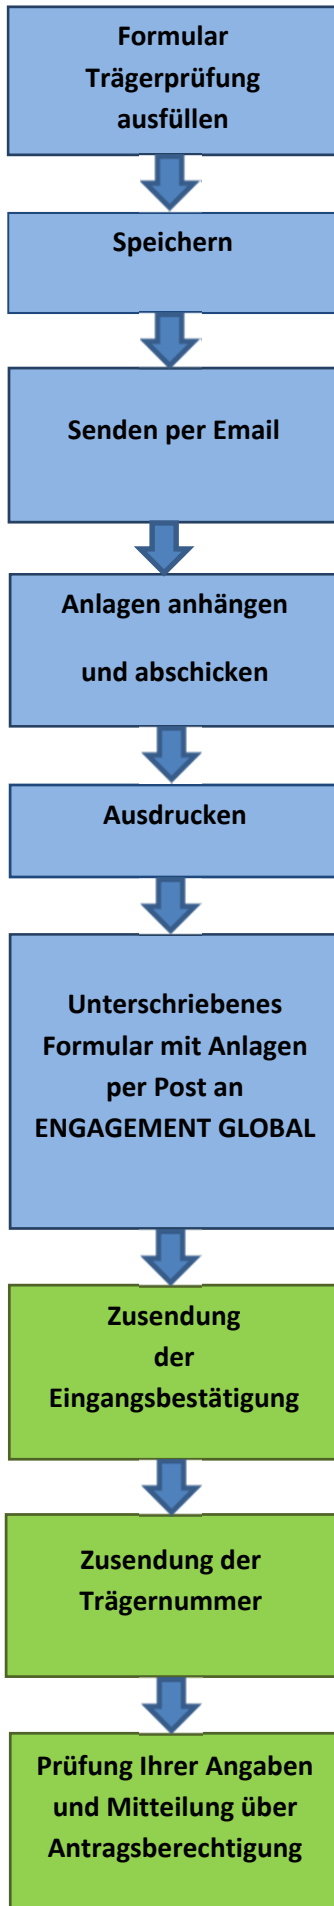 Formular
Trägerprüfung
ausfüllen
Speichern
Senden per Email
Anlagen anhängen
und abschicken
Ausdrucken
Unterschriebenes
Formular mit Anlagen
per Post an
ENGAGEMENT GLOBAL
Zusendung
der
Eingangsbestätigung
Zusendung der
Trägernummer
Prüfung Ihrer Angaben
und Mitteilung über
Antragsberechtigung